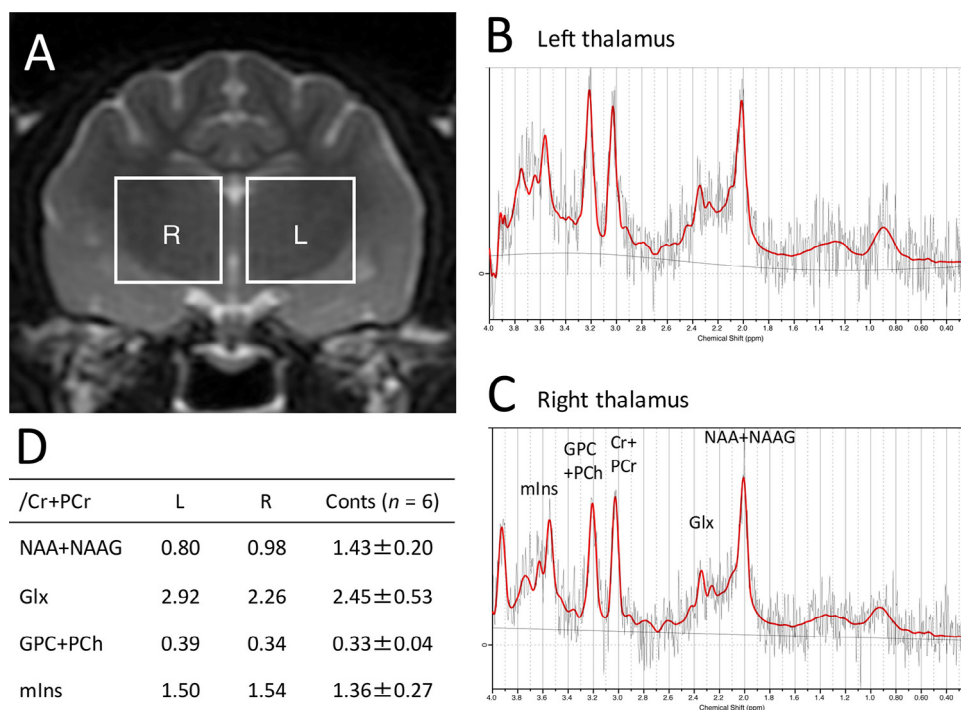 A
R
L
B Left thalamus
0
4.0 3.8 3.6 3.4 3.2 3.0 2.8 2.6 2.4 2.2 2.0 1.8 1.6 1.4 1.2 1.0 0.80 0.60 0.40
Chemical Shift (ppm)
C Right thalamus
NAA+NAAG
Cr+
PCr
GPC
+PCh
mIns
Glx
0
4.0 3.8 3.6 3.4 3.2 3.0 2.8 2.6 2.4 2.2 2.0 1.8 1.6 1.4 1.2 1.0 0.80 0.60 0.40
Chemical Shift (ppm)
D
/Cr+PCr L R Conts (n = 6)
NAA+NAAG 0.80 0.98 1.43±0.20
Glx 2.92 2.26 2.45±0.53
GPC+PCh 0.39 0.34 0.33±0.04
mIns 1.50 1.54 1.36±0.27